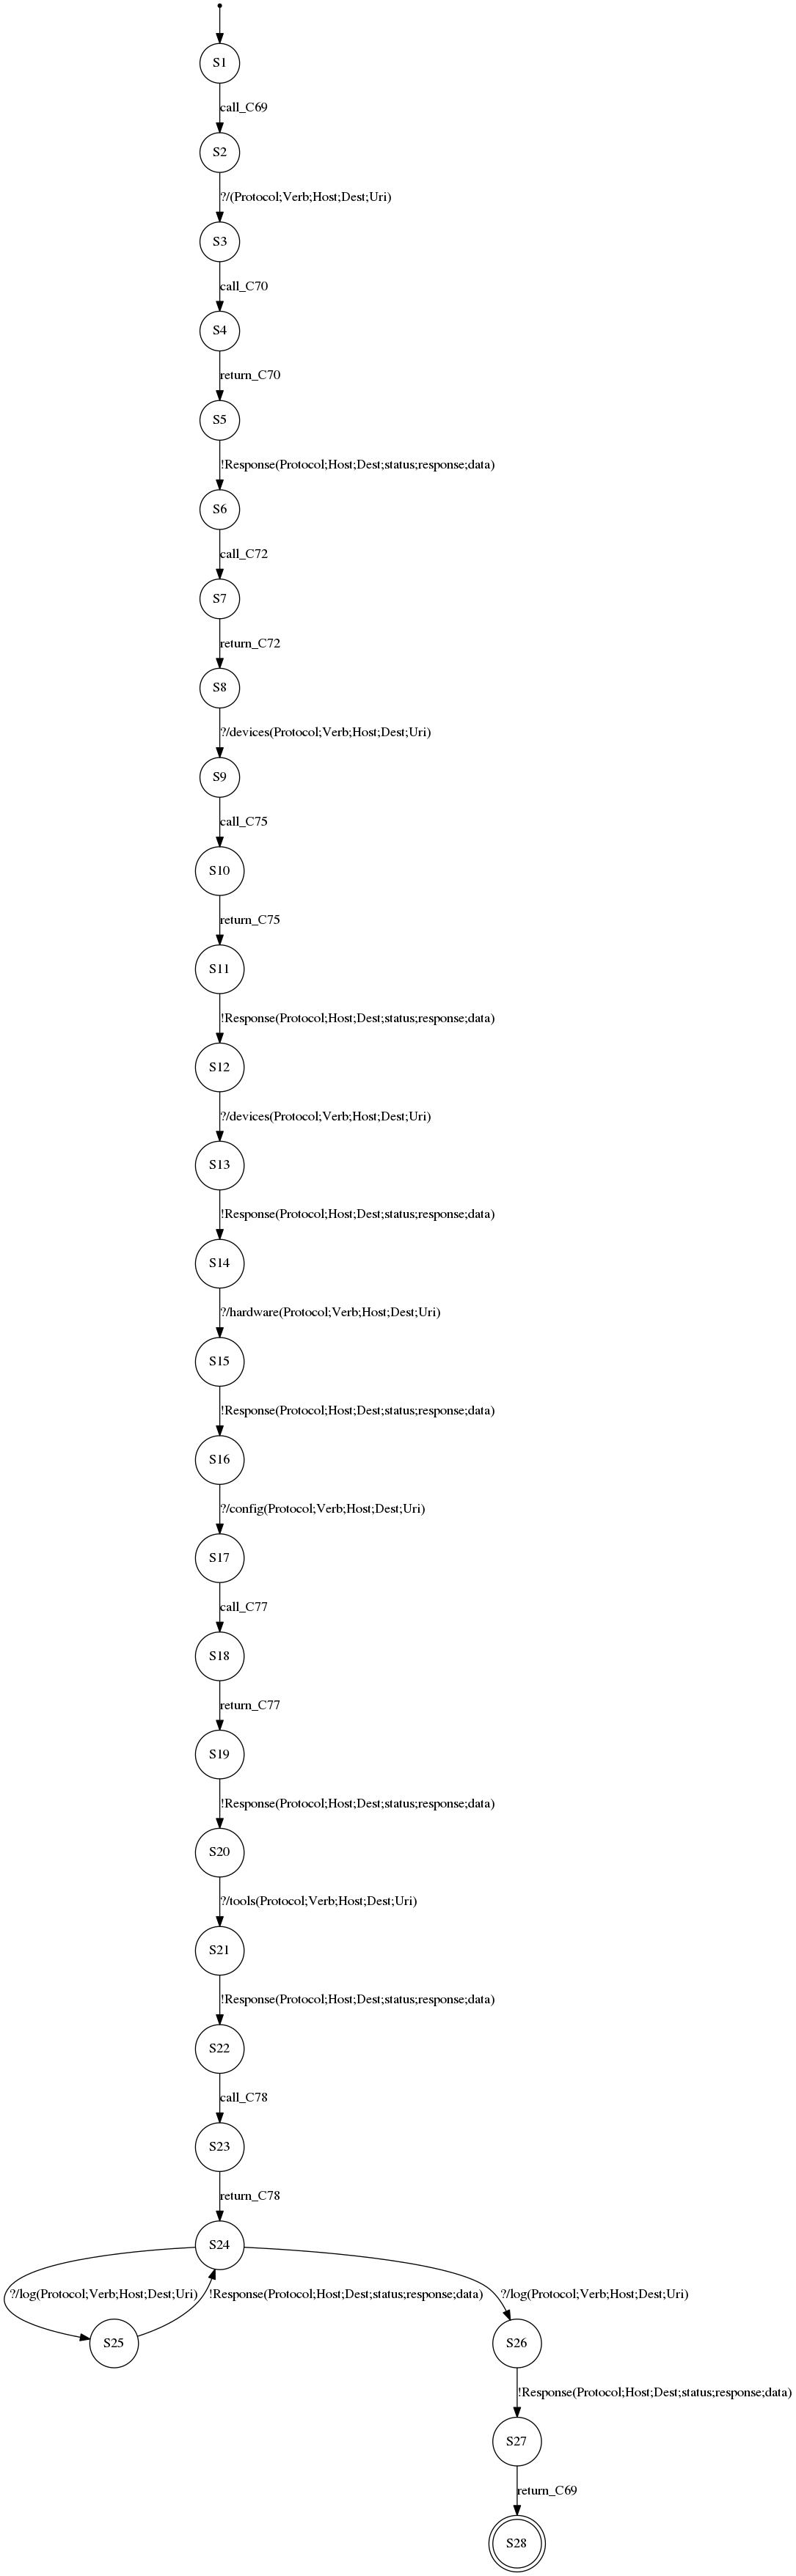 S1
call_C69
S2
?/(Protocol;Verb;Host;Dest;Uri)
S3
call_C70
S4
return_C70
S5
!Response(Protocol;Host;Dest;status;response;data)
S6
call_C72
S7
return_C72
S8
?/devices(Protocol;Verb;Host;Dest;Uri)
S9
call_C75
S10
return_C75
S11
!Response(Protocol;Host;Dest;status;response;data)
S12
?/devices(Protocol;Verb;Host;Dest;Uri)
S13
!Response(Protocol;Host;Dest;status;response;data)
S14
?/hardware(Protocol;Verb;Host;Dest;Uri)
S15
!Response(Protocol;Host;Dest;status;response;data)
S16
?/config(Protocol;Verb;Host;Dest;Uri)
S17
call_C77
S18
return_C77
S19
!Response(Protocol;Host;Dest;status;response;data)
S20
?/tools(Protocol;Verb;Host;Dest;Uri)
S21
!Response(Protocol;Host;Dest;status;response;data)
S22
call_C78
S23
return_C78
S24
?/log(Protocol;Verb;Host;Dest;Uri)
!Response(Protocol;Host;Dest;status;response;data)
?/log(Protocol;Verb;Host;Dest;Uri)
S25
S26
!Response(Protocol;Host;Dest;status;response;data)
S27
return_C69
S28